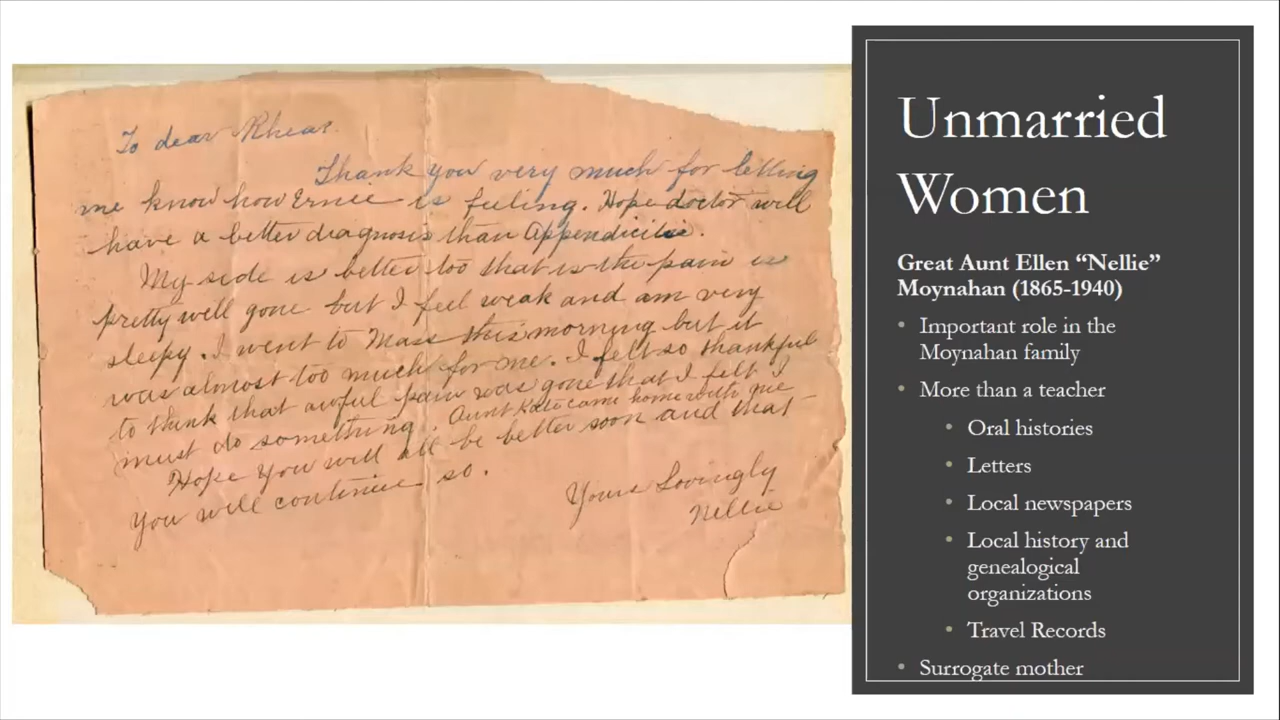 To dear Rhear.
Thank you very much for letting
me know how Ernie is feeling. Hope doctor will
have a better diagnosis than Appendicitis.
My side is better too that is the pain is
pretty well gone but I feel weak and am very
sleepy. I went to Mass this morning but it
was almost too much for me. I felt so thankful
to think that awful pain was gone that I felt I
must do something. Aunt Kate came home with me
Hope you will all be better soon and that
you will continue so.
Yours Lovingly
Nellie
Unmarried
Women
Great Aunt Ellen “Nellie”
Moynahan (1865-1940)
• Important role in the
Moynahan family
• More than a teacher
• Oral histories
• Letters
• Local newspapers
• Local history and
genealogical
organizations
• Travel Records
• Surrogate mother